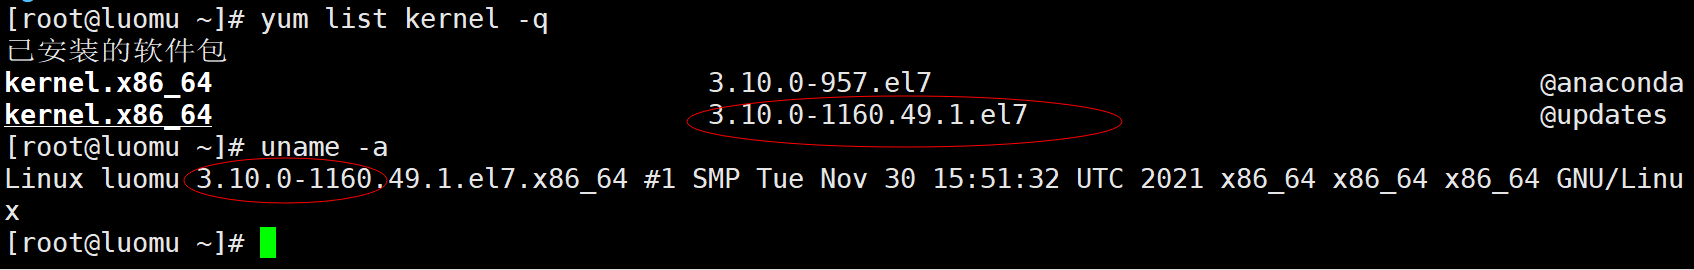 [root@luomu ~]# yum list kernel -q
已安装的软件包
kernel.x86_64 3.10.0-957.el7 @anaconda
kernel.x86_64 3.10.0-1160.49.1.el7 @updates
[root@luomu ~]# uname -a
Linux luomu 3.10.0-1160.49.1.el7.x86_64 #1 SMP Tue Nov 30 15:51:32 UTC 2021 x86_64 x86_64 x86_64 GNU/Linu
x
[root@luomu ~]#